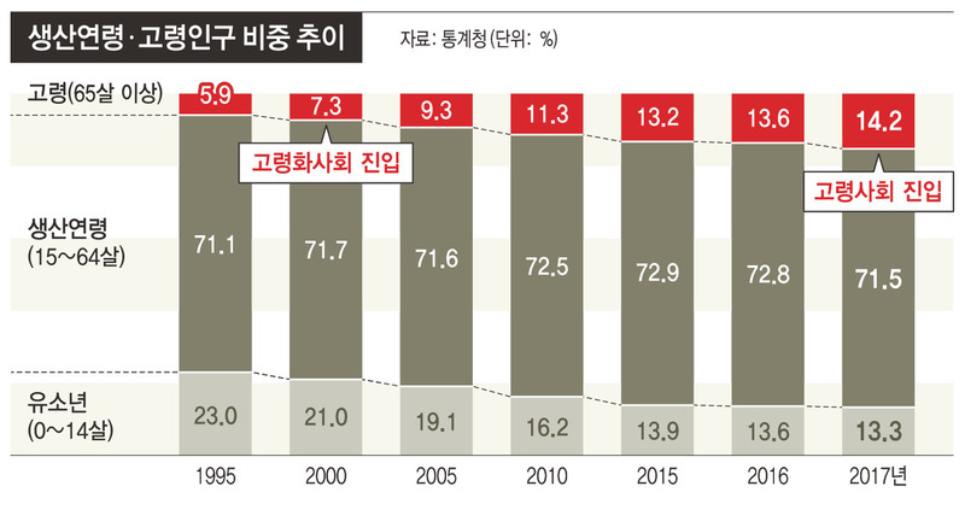 생산연령·고령인구 비중 추이
자료: 통계청(단위: %)
고령(65살 이상)
5.9 7.3 9.3 11.3 13.2 13.6 14.2
고령화사회 진입
고령사회 진입
생산연령
(15~64살)
71.1 71.7 71.6 72.5 72.9 72.8 71.5
유소년
(0~14살)
23.0 21.0 19.1 16.2 13.9 13.6 13.3
1995 2000 2005 2010 2015 2016 2017년